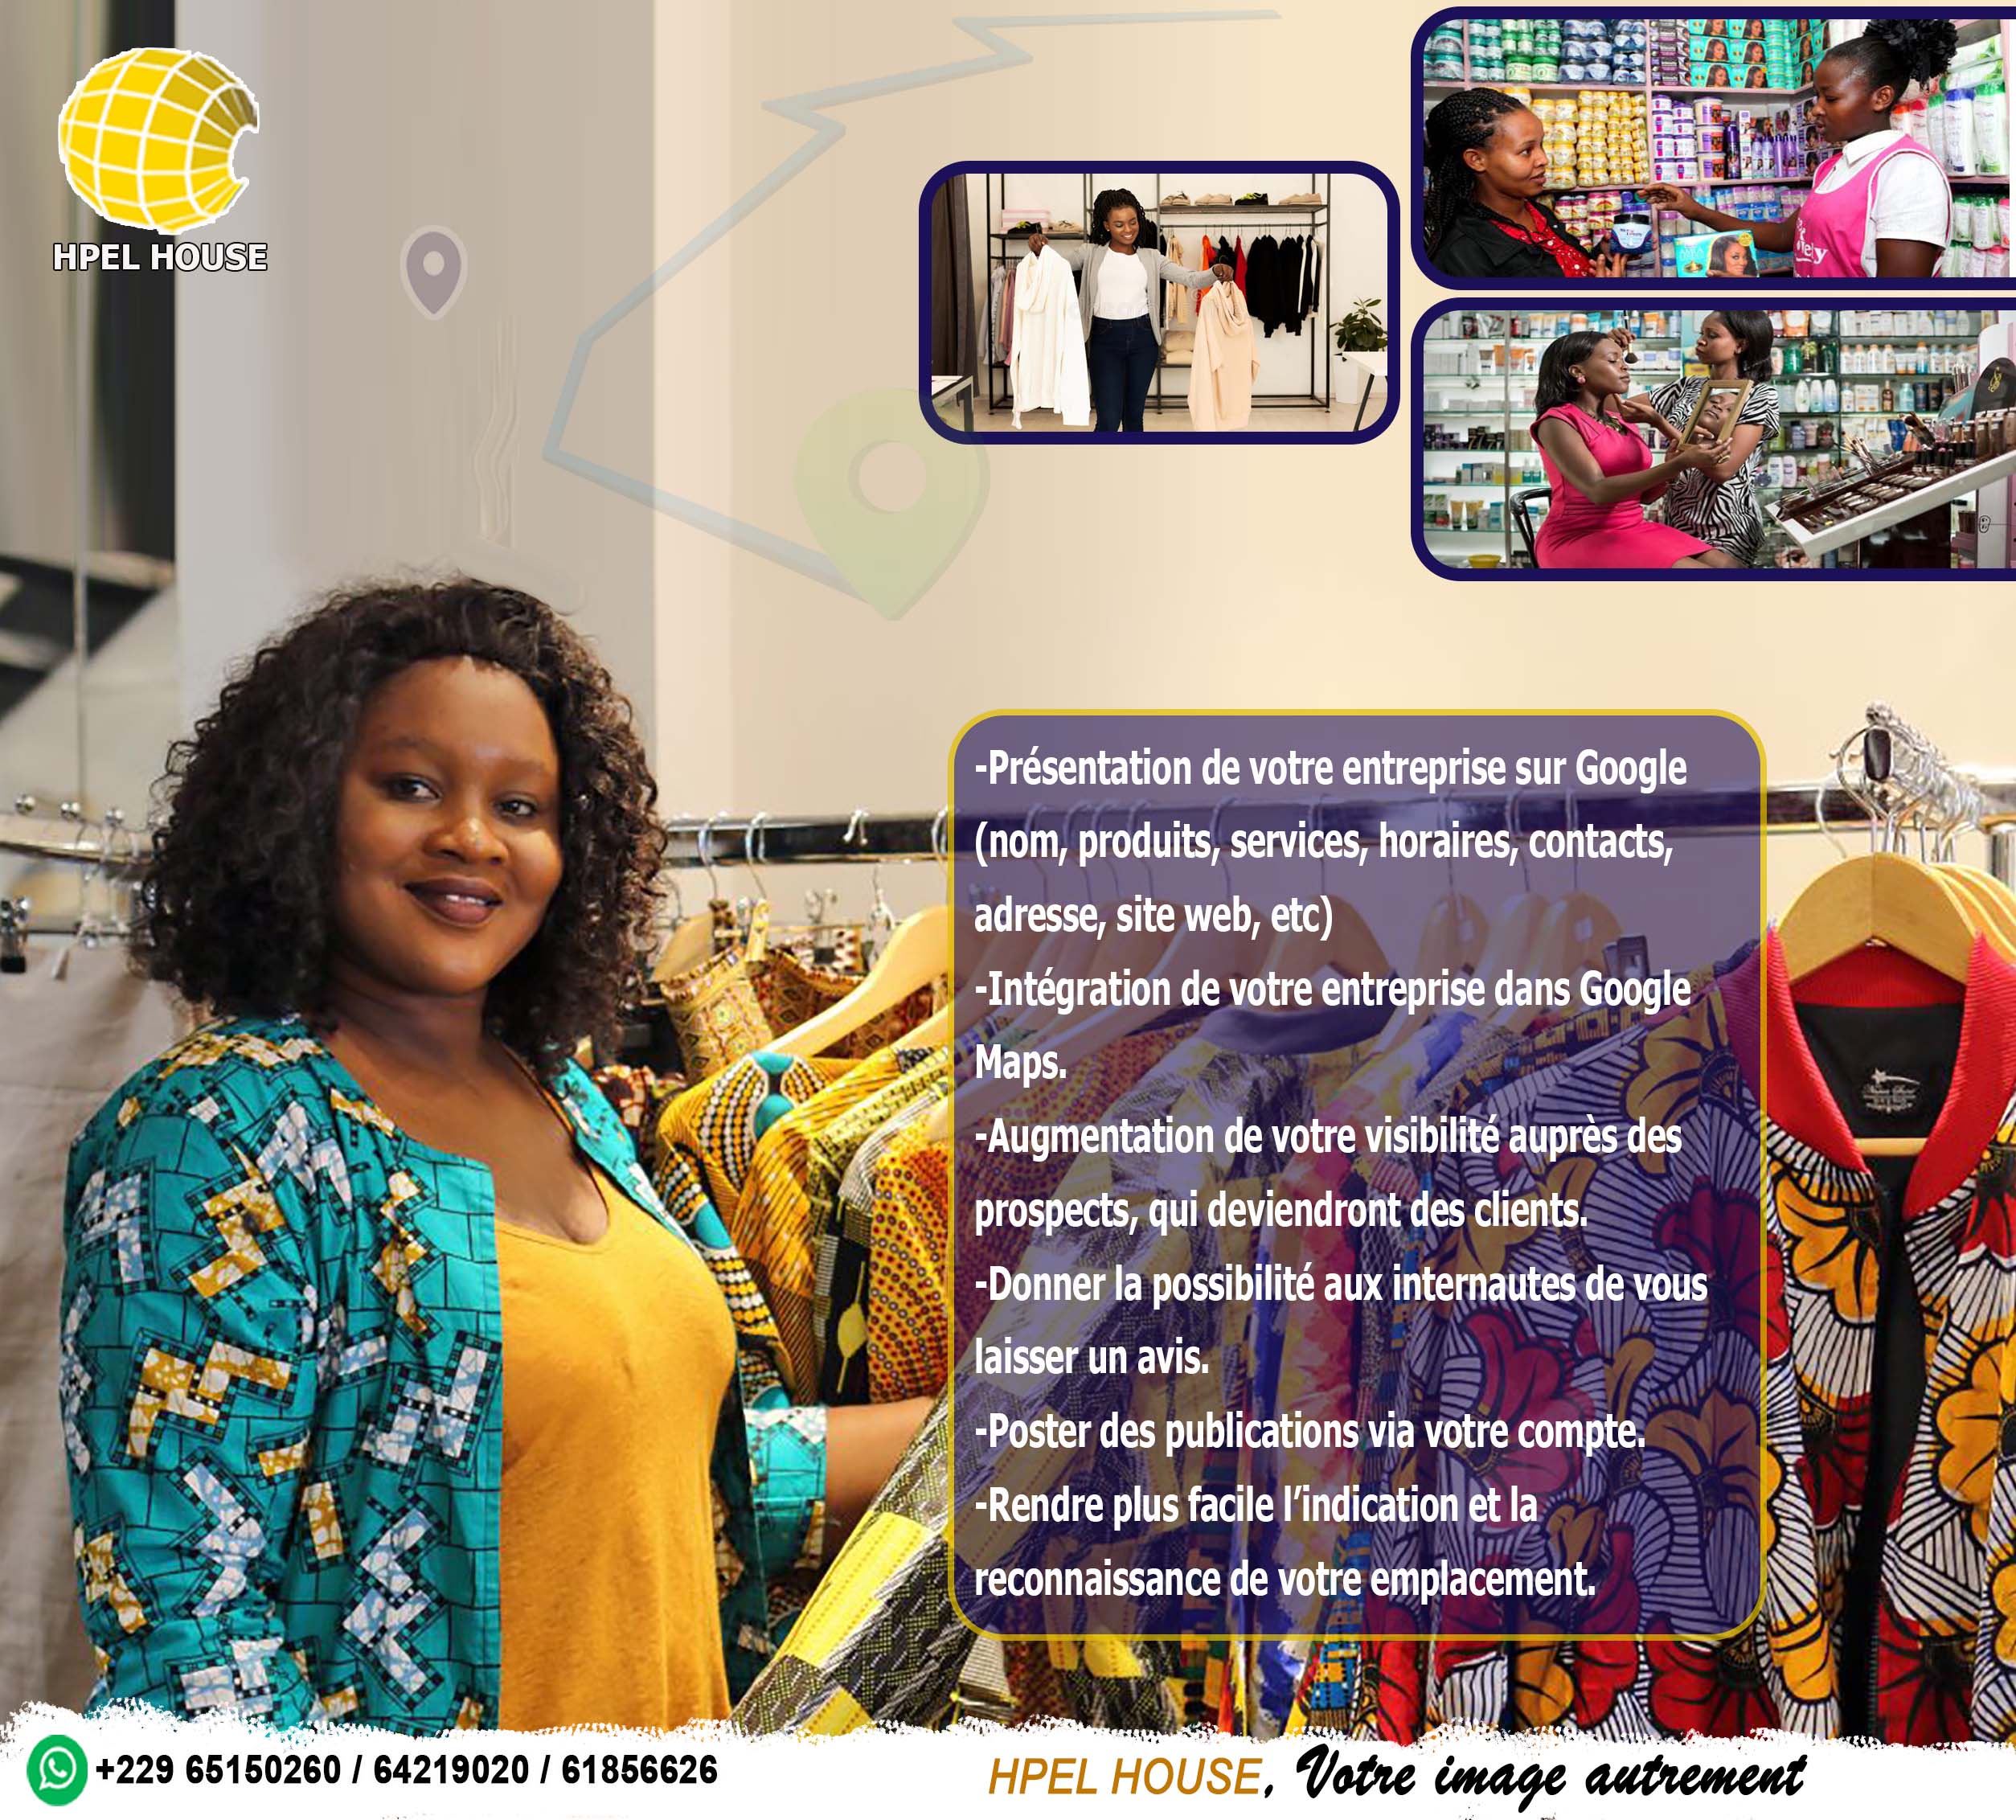 HPEL HOUSE
-Présentation de votre entreprise sur Google
(nom, produits, services, horaires, contacts,
adresse, site web, etc)
-Intégration de votre entreprise dans Google
Maps.
-Augmentation de votre visibilité auprès des
prospects, qui deviendront des clients.
-Donner la possibilité aux internautes de vous
laisser un avis.
-Poster des publications via votre compte.
-Rendre plus facile l’indication et la
reconnaissance de votre emplacement.
+229 65150260 / 64219020 / 61856626
HPEL HOUSE, Votre image autrement